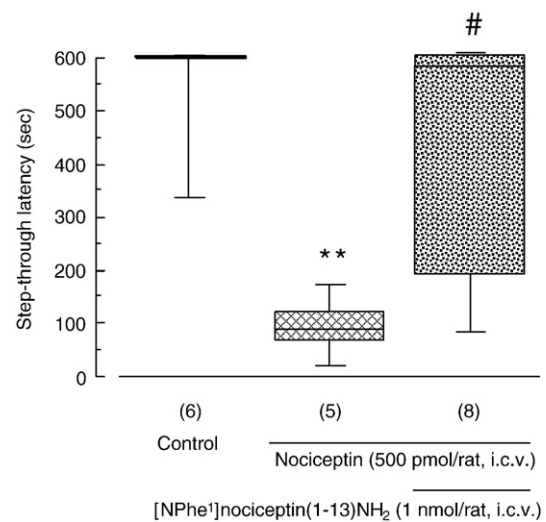 #
600
500
400
300
200
100
0
Step-through latency (sec)
**
(6) (5) (8)
Control
Nociceptin (500 pmol/rat, i.c.v.)
[NPhe¹]nociceptin(1-13)NH₂ (1 nmol/rat, i.c.v.)